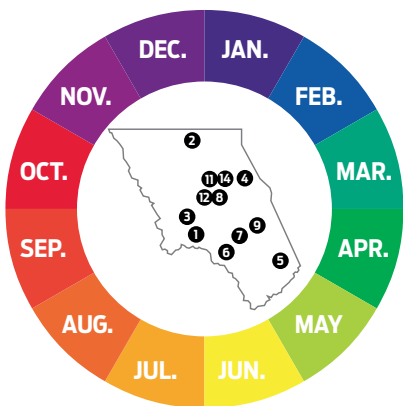 DEC. JAN.
NOV. FEB.
2
OCT. 11 14 4 MAR.
12 8
3
1 7 9
SEP. 6 5 APR.
AUG. MAY
JUL. JUN.